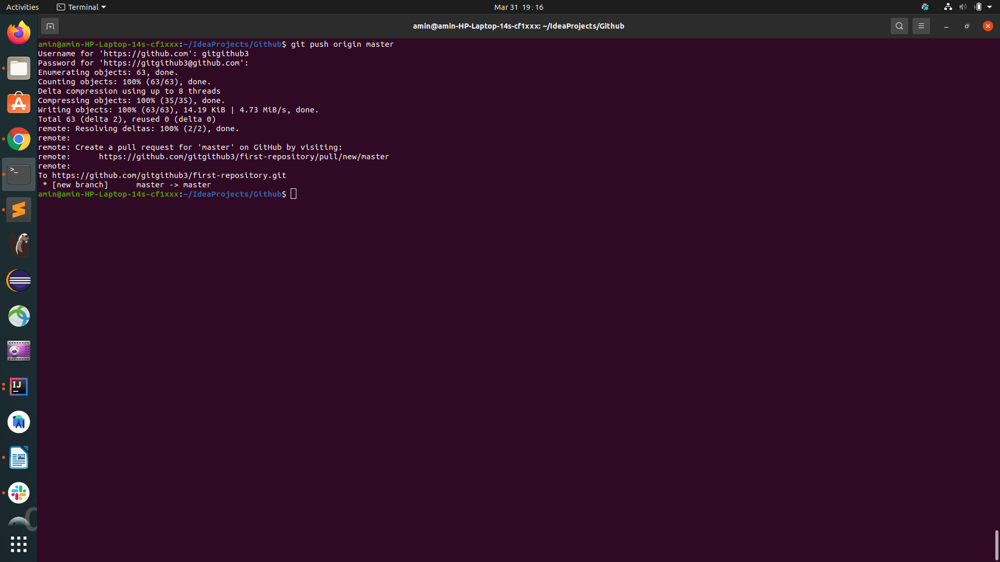 Activities
Terminal
Mar 31 19:16
amin@amin-HP-Laptop-14s-cf1xxx: ~/IdeaProjects/Github
amin@amin-HP-Laptop-14s-cf1xxx:~/IdeaProjects/Github$ git push origin master
Username for 'https://github.com': gitgithub3
Password for 'https://gitgithub3@github.com':
Enumerating objects: 63, done.
Counting objects: 100% (63/63), done.
Delta compression using up to 8 threads
Compressing objects: 100% (35/35), done.
Writing objects: 100% (63/63), 14.19 KiB | 4.73 MiB/s, done.
Total 63 (delta 2), reused 0 (delta 0)
remote: Resolving deltas: 100% (2/2), done.
remote:
remote: Create a pull request for 'master' on GitHub by visiting:
remote:      https://github.com/gitgithub3/first-repository/pull/new/master
remote:
To https://github.com/gitgithub3/first-repository.git
 * [new branch]      master -> master
amin@amin-HP-Laptop-14s-cf1xxx:~/IdeaProjects/Github$
>_
IJ